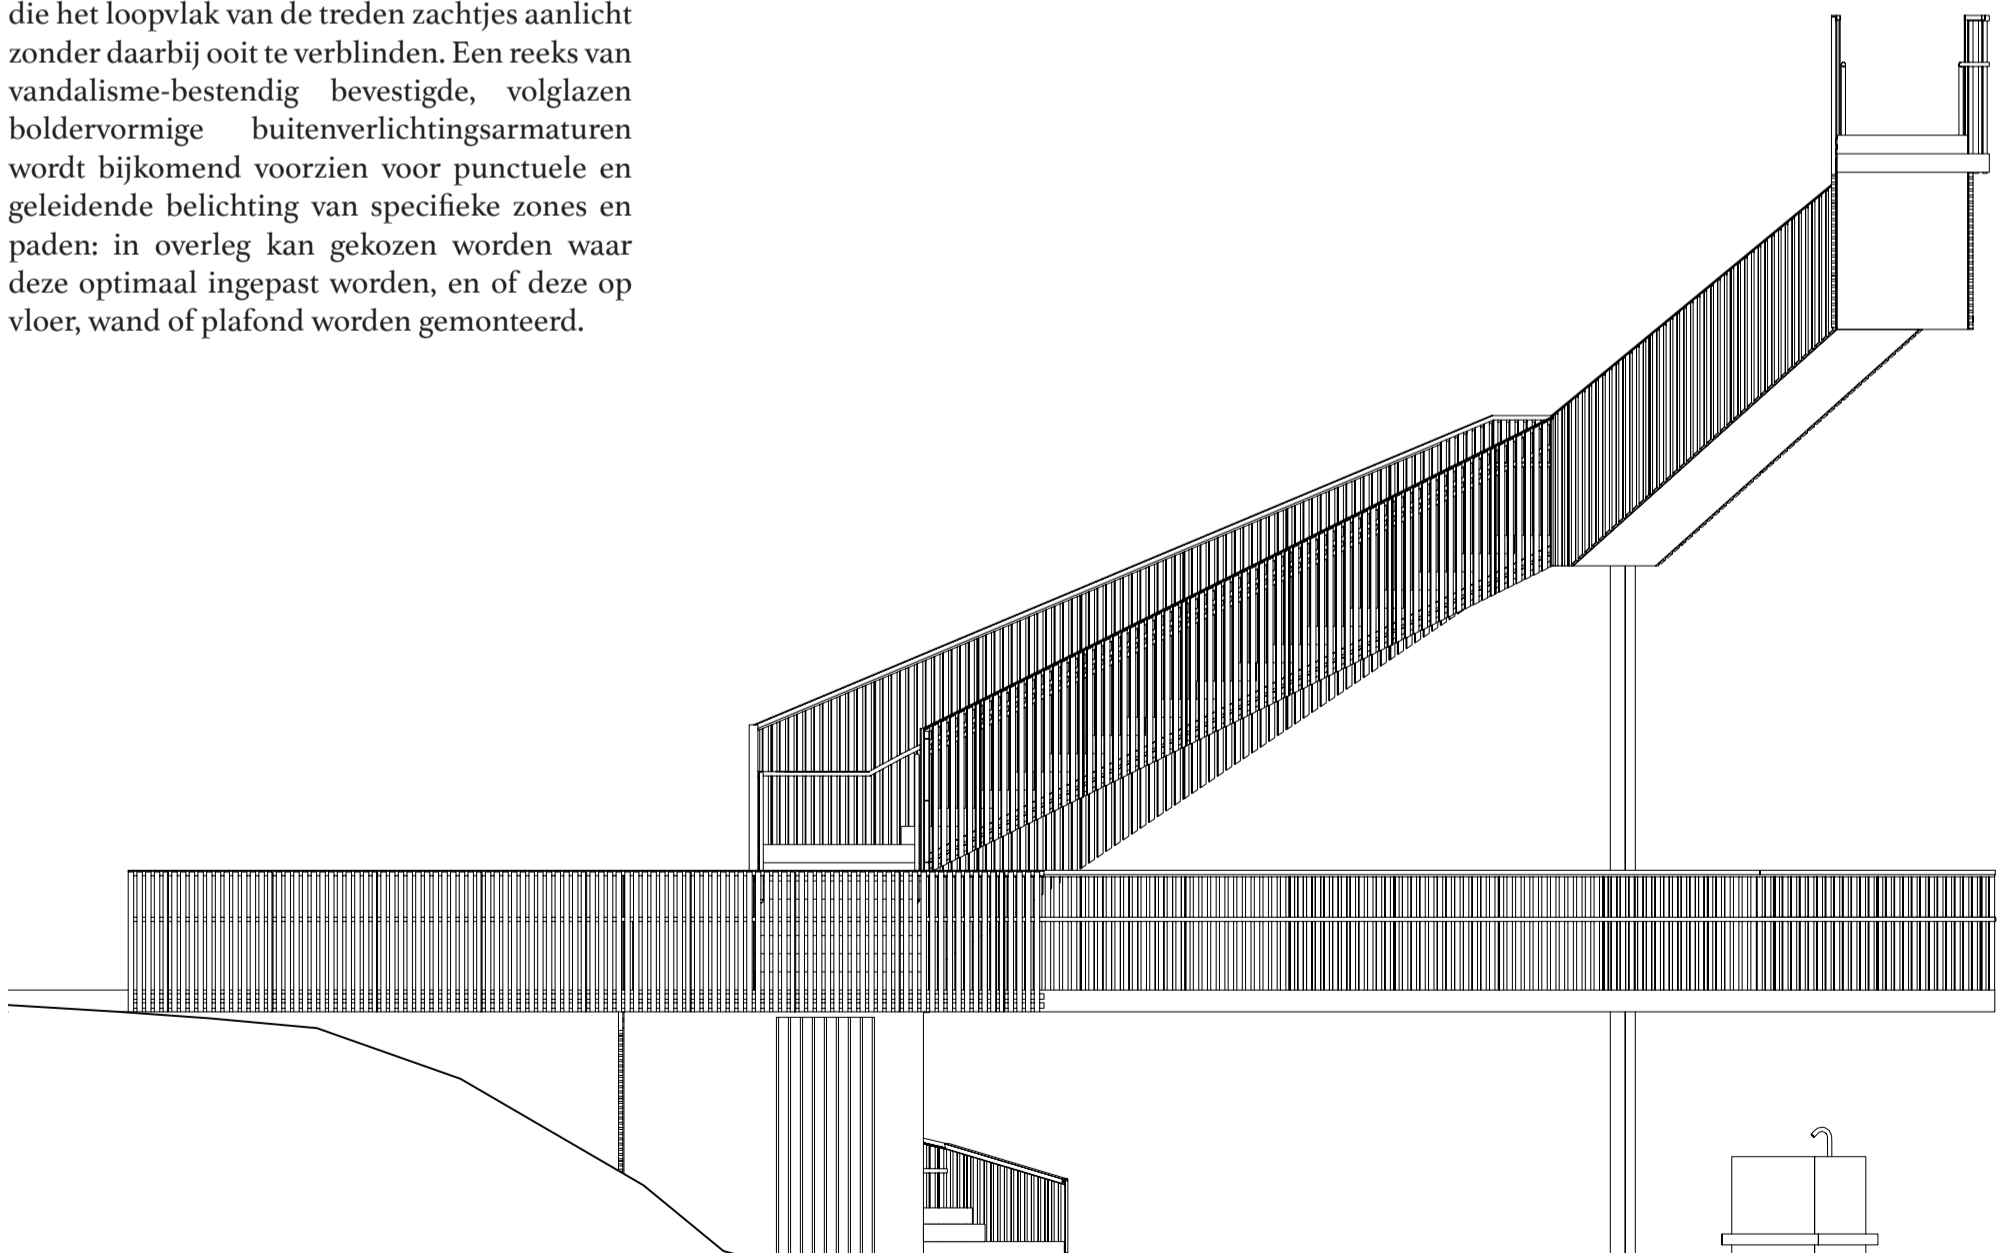 die het loopvlak van de treden zachtjes aanlicht
zonder daarbij ooit te verblinden. Een reeks van
vandalisme-bestendig bevestigde, volglazen
boldervormige buitenverlichtingsarmaturen
wordt bijkomend voorzien voor punctuele en
geleidende belichting van specifieke zones en
paden: in overleg kan gekozen worden waar
deze optimaal ingepast worden, en of deze op
vloer, wand of plafond worden gemonteerd.